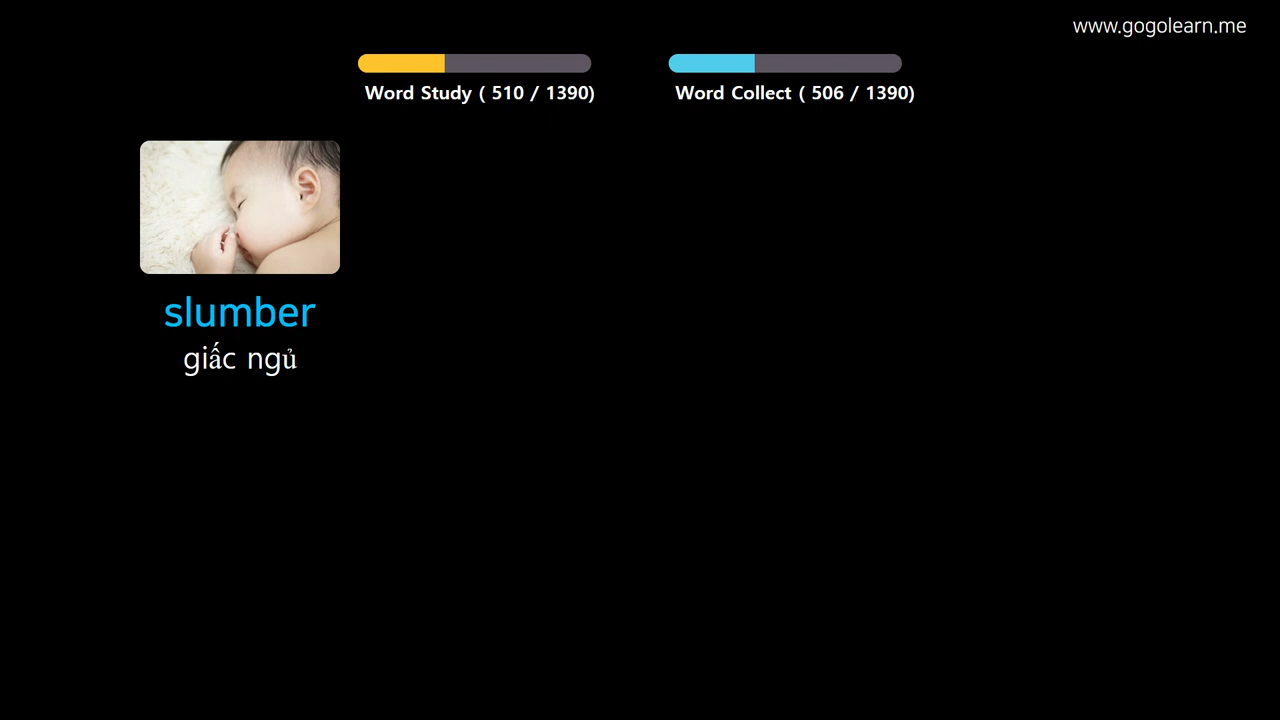 www.gogolearn.me
Word Study ( 510 / 1390)
Word Collect ( 506 / 1390)
slumber
giấc ngủ